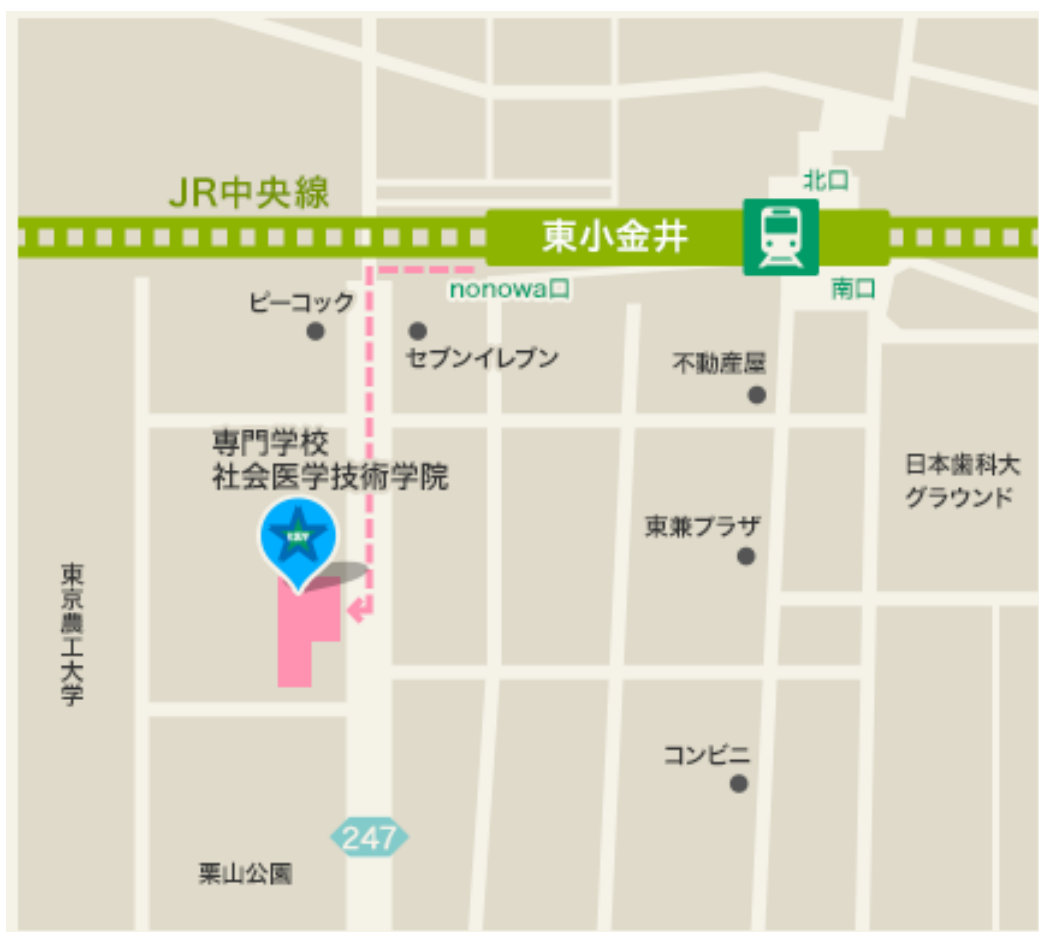 北口
JR中央線
東小金井
nonowa口
南口
ピーコック
セブンイレブン
不動産屋
専門学校
社会医学技術学院
日本歯科大
グラウンド
東兼プラザ
東京農工大学
コンビニ
247
栗山公園